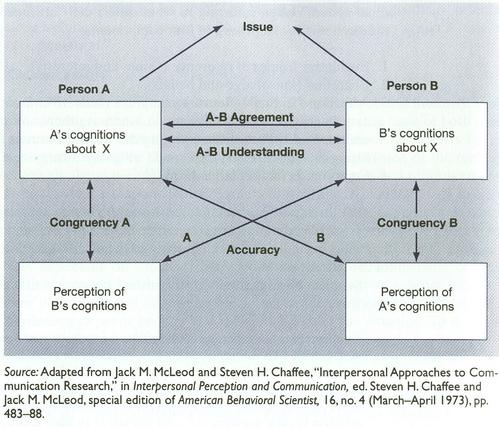 Issue
Person A
Person B
A's cognitions
about X
A-B Agreement
A-B Understanding
B's cognitions
about X
Congruency A
A
B
Accuracy
Congruency B
Perception of
B's cognitions
Perception of
A's cognitions
Source: Adapted from Jack M. McLeod and Steven H. Chaffee, "Interpersonal Approaches to Com-
munication Research," in Interpersonal Perception and Communication, ed. Steven H. Chaffee and
Jack M. McLeod, special edition of American Behavioral Scientist, 16, no. 4 (March–April 1973), pp.
483–88.